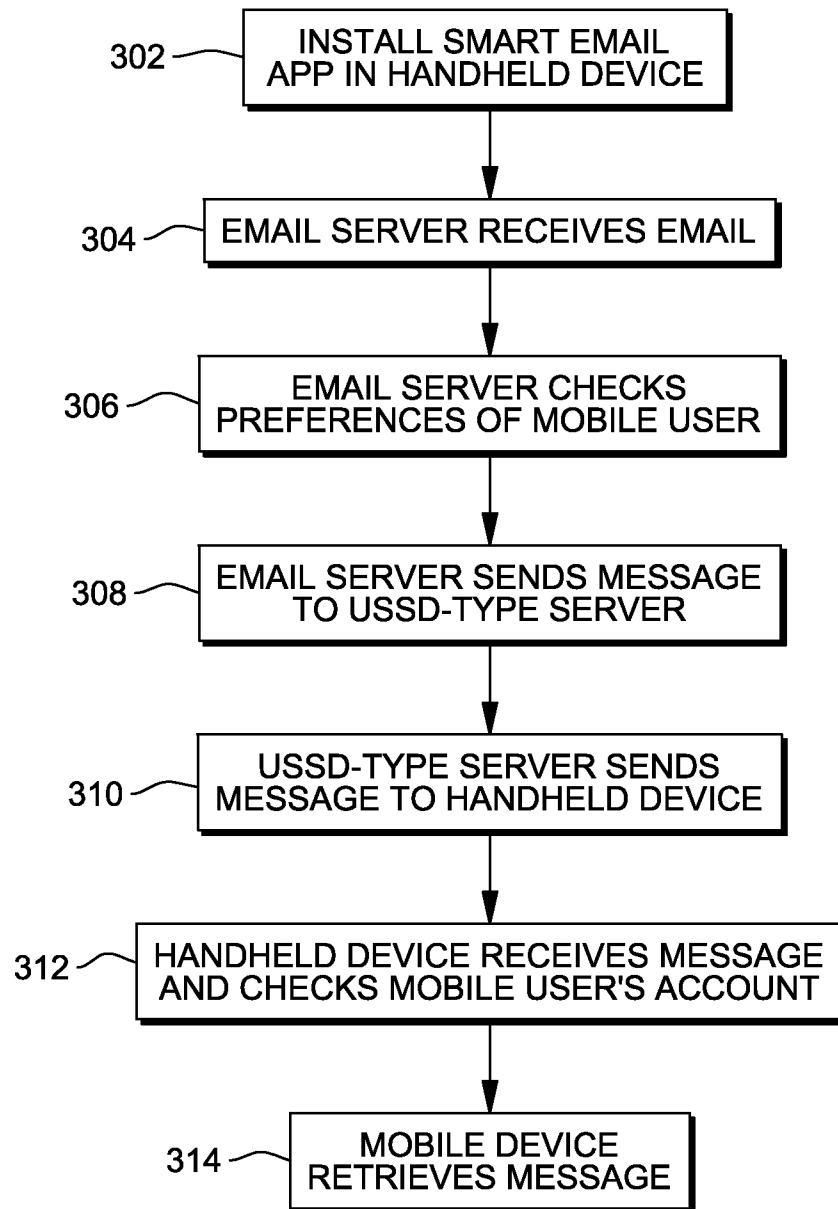 302
INSTALL SMART EMAIL
APP IN HANDHELD DEVICE
304
EMAIL SERVER RECEIVES EMAIL
306
EMAIL SERVER CHECKS
PREFERENCES OF MOBILE USER
308
EMAIL SERVER SENDS MESSAGE
TO USSD-TYPE SERVER
310
USSD-TYPE SERVER SENDS
MESSAGE TO HANDHELD DEVICE
312
HANDHELD DEVICE RECEIVES MESSAGE
AND CHECKS MOBILE USER'S ACCOUNT
314
MOBILE DEVICE
RETRIEVES MESSAGE